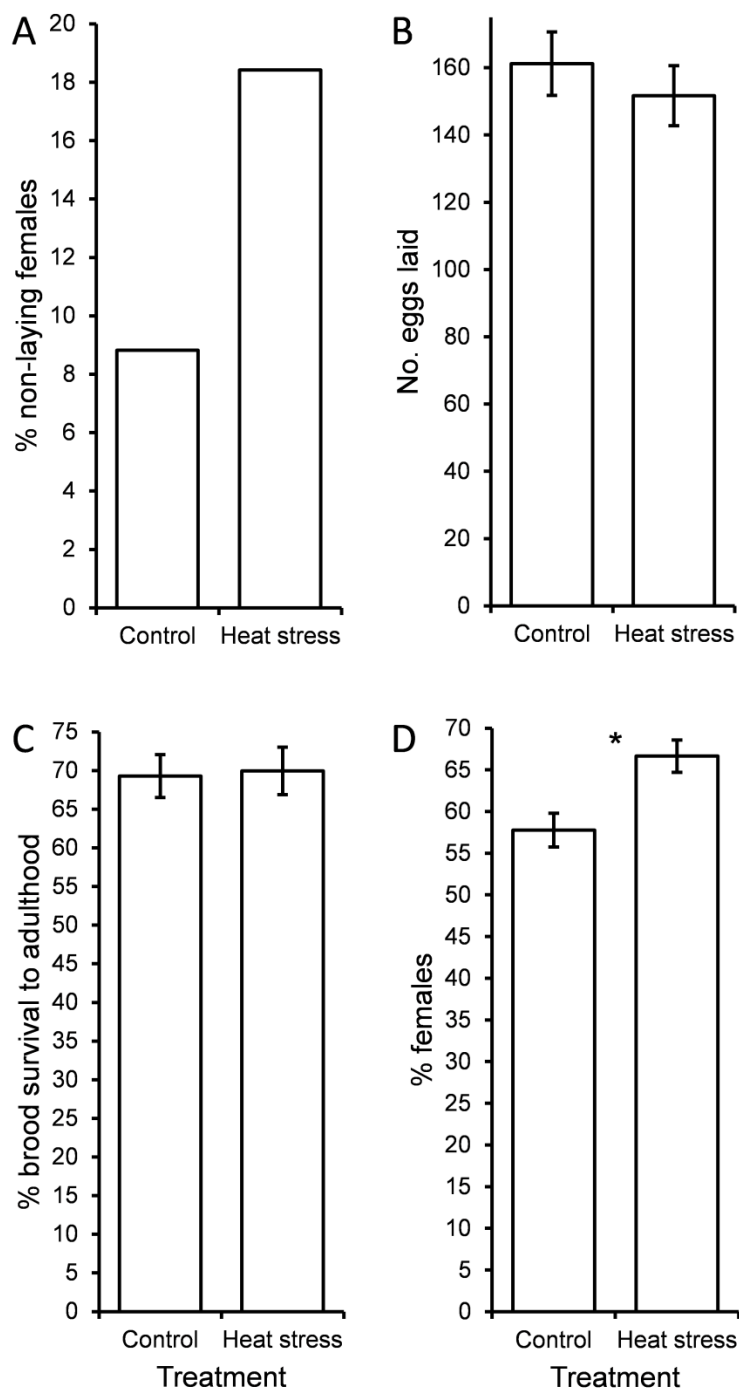 A
% non-laying females
20
18
16
14
12
10
8
6
4
2
0
Control
Heat stress
B
No. eggs laid
160
140
120
100
80
60
40
20
0
Control
Heat stress
C
% brood survival to adulthood
75
70
65
60
55
50
45
40
35
30
25
20
15
10
5
0
Control
Heat stress
Treatment
D
% females
70
65
60
55
50
45
40
35
30
25
20
15
10
5
0
*
Control
Heat stress
Treatment